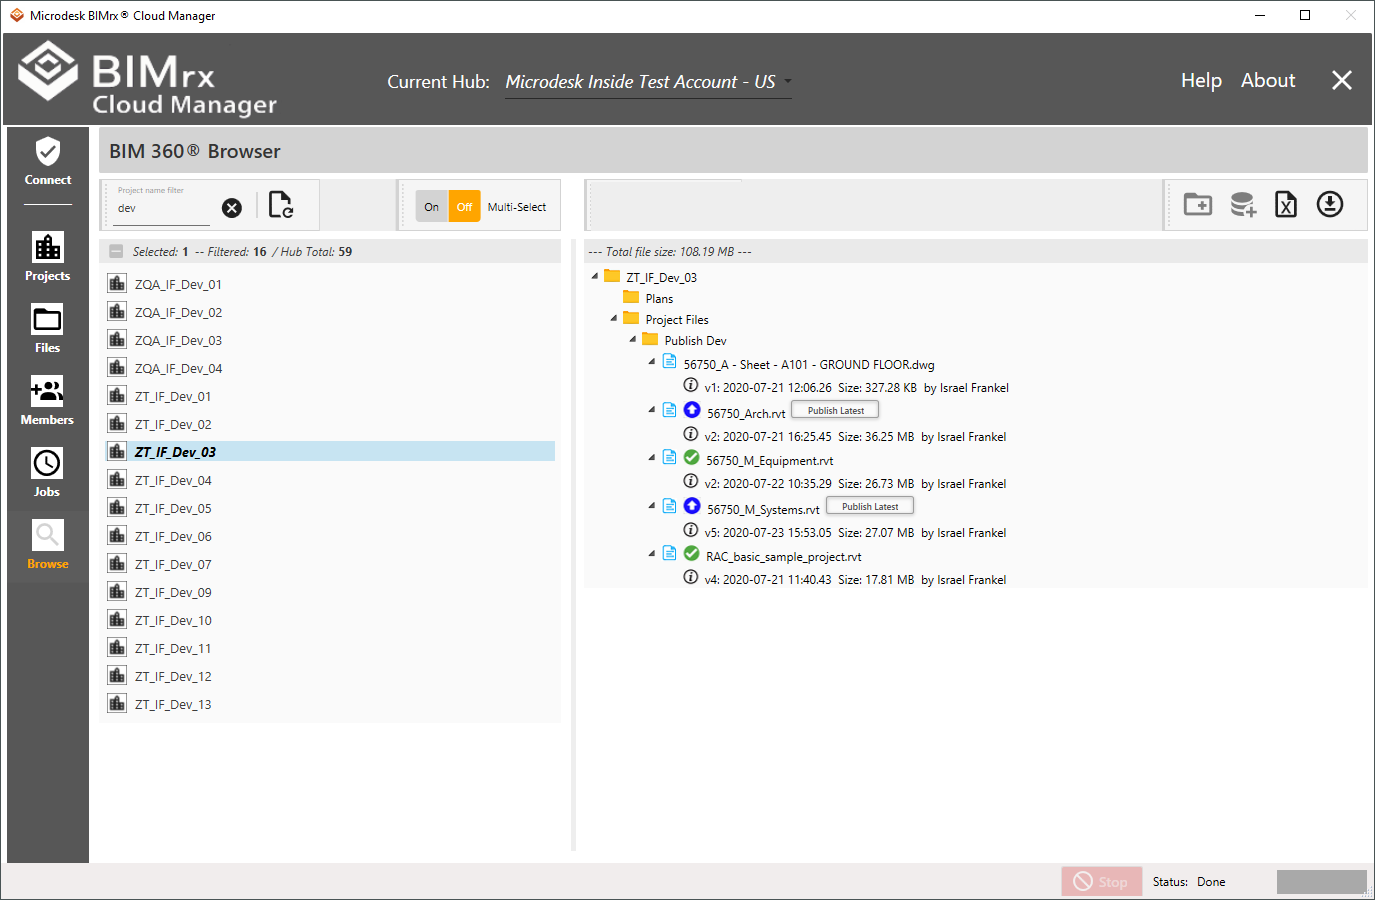 Microdesk BIMrx® Cloud Manager
BIMrx
Cloud Manager
Current Hub: Microdesk Inside Test Account - US
Help About
Connect
Projects
Files
Members
Jobs
Browse
BIM 360® Browser
Project name filter
dev
On Off Multi-Select
Selected: 1 -- Filtered: 16 / Hub Total: 59
ZQA_IF_Dev_01
ZQA_IF_Dev_02
ZQA_IF_Dev_03
ZQA_IF_Dev_04
ZT_IF_Dev_01
ZT_IF_Dev_02
ZT_IF_Dev_03
ZT_IF_Dev_04
ZT_IF_Dev_05
ZT_IF_Dev_06
ZT_IF_Dev_07
ZT_IF_Dev_09
ZT_IF_Dev_10
ZT_IF_Dev_11
ZT_IF_Dev_12
ZT_IF_Dev_13
--- Total file size: 108.19 MB ---
ZT_IF_Dev_03
Plans
Project Files
Publish Dev
56750_A - Sheet - A101 - GROUND FLOOR.dwg
v1: 2020-07-21 12:06.26 Size: 327.28 KB by Israel Frankel
56750_Arch.rvt Publish Latest
v2: 2020-07-21 16:25.45 Size: 36.25 MB by Israel Frankel
56750_M_Equipment.rvt
v2: 2020-07-22 10:35.29 Size: 26.73 MB by Israel Frankel
56750_M_Systems.rvt Publish Latest
v5: 2020-07-23 15:53.05 Size: 27.07 MB by Israel Frankel
RAC_basic_sample_project.rvt
v4: 2020-07-21 11:40.43 Size: 17.81 MB by Israel Frankel
Stop Status: Done